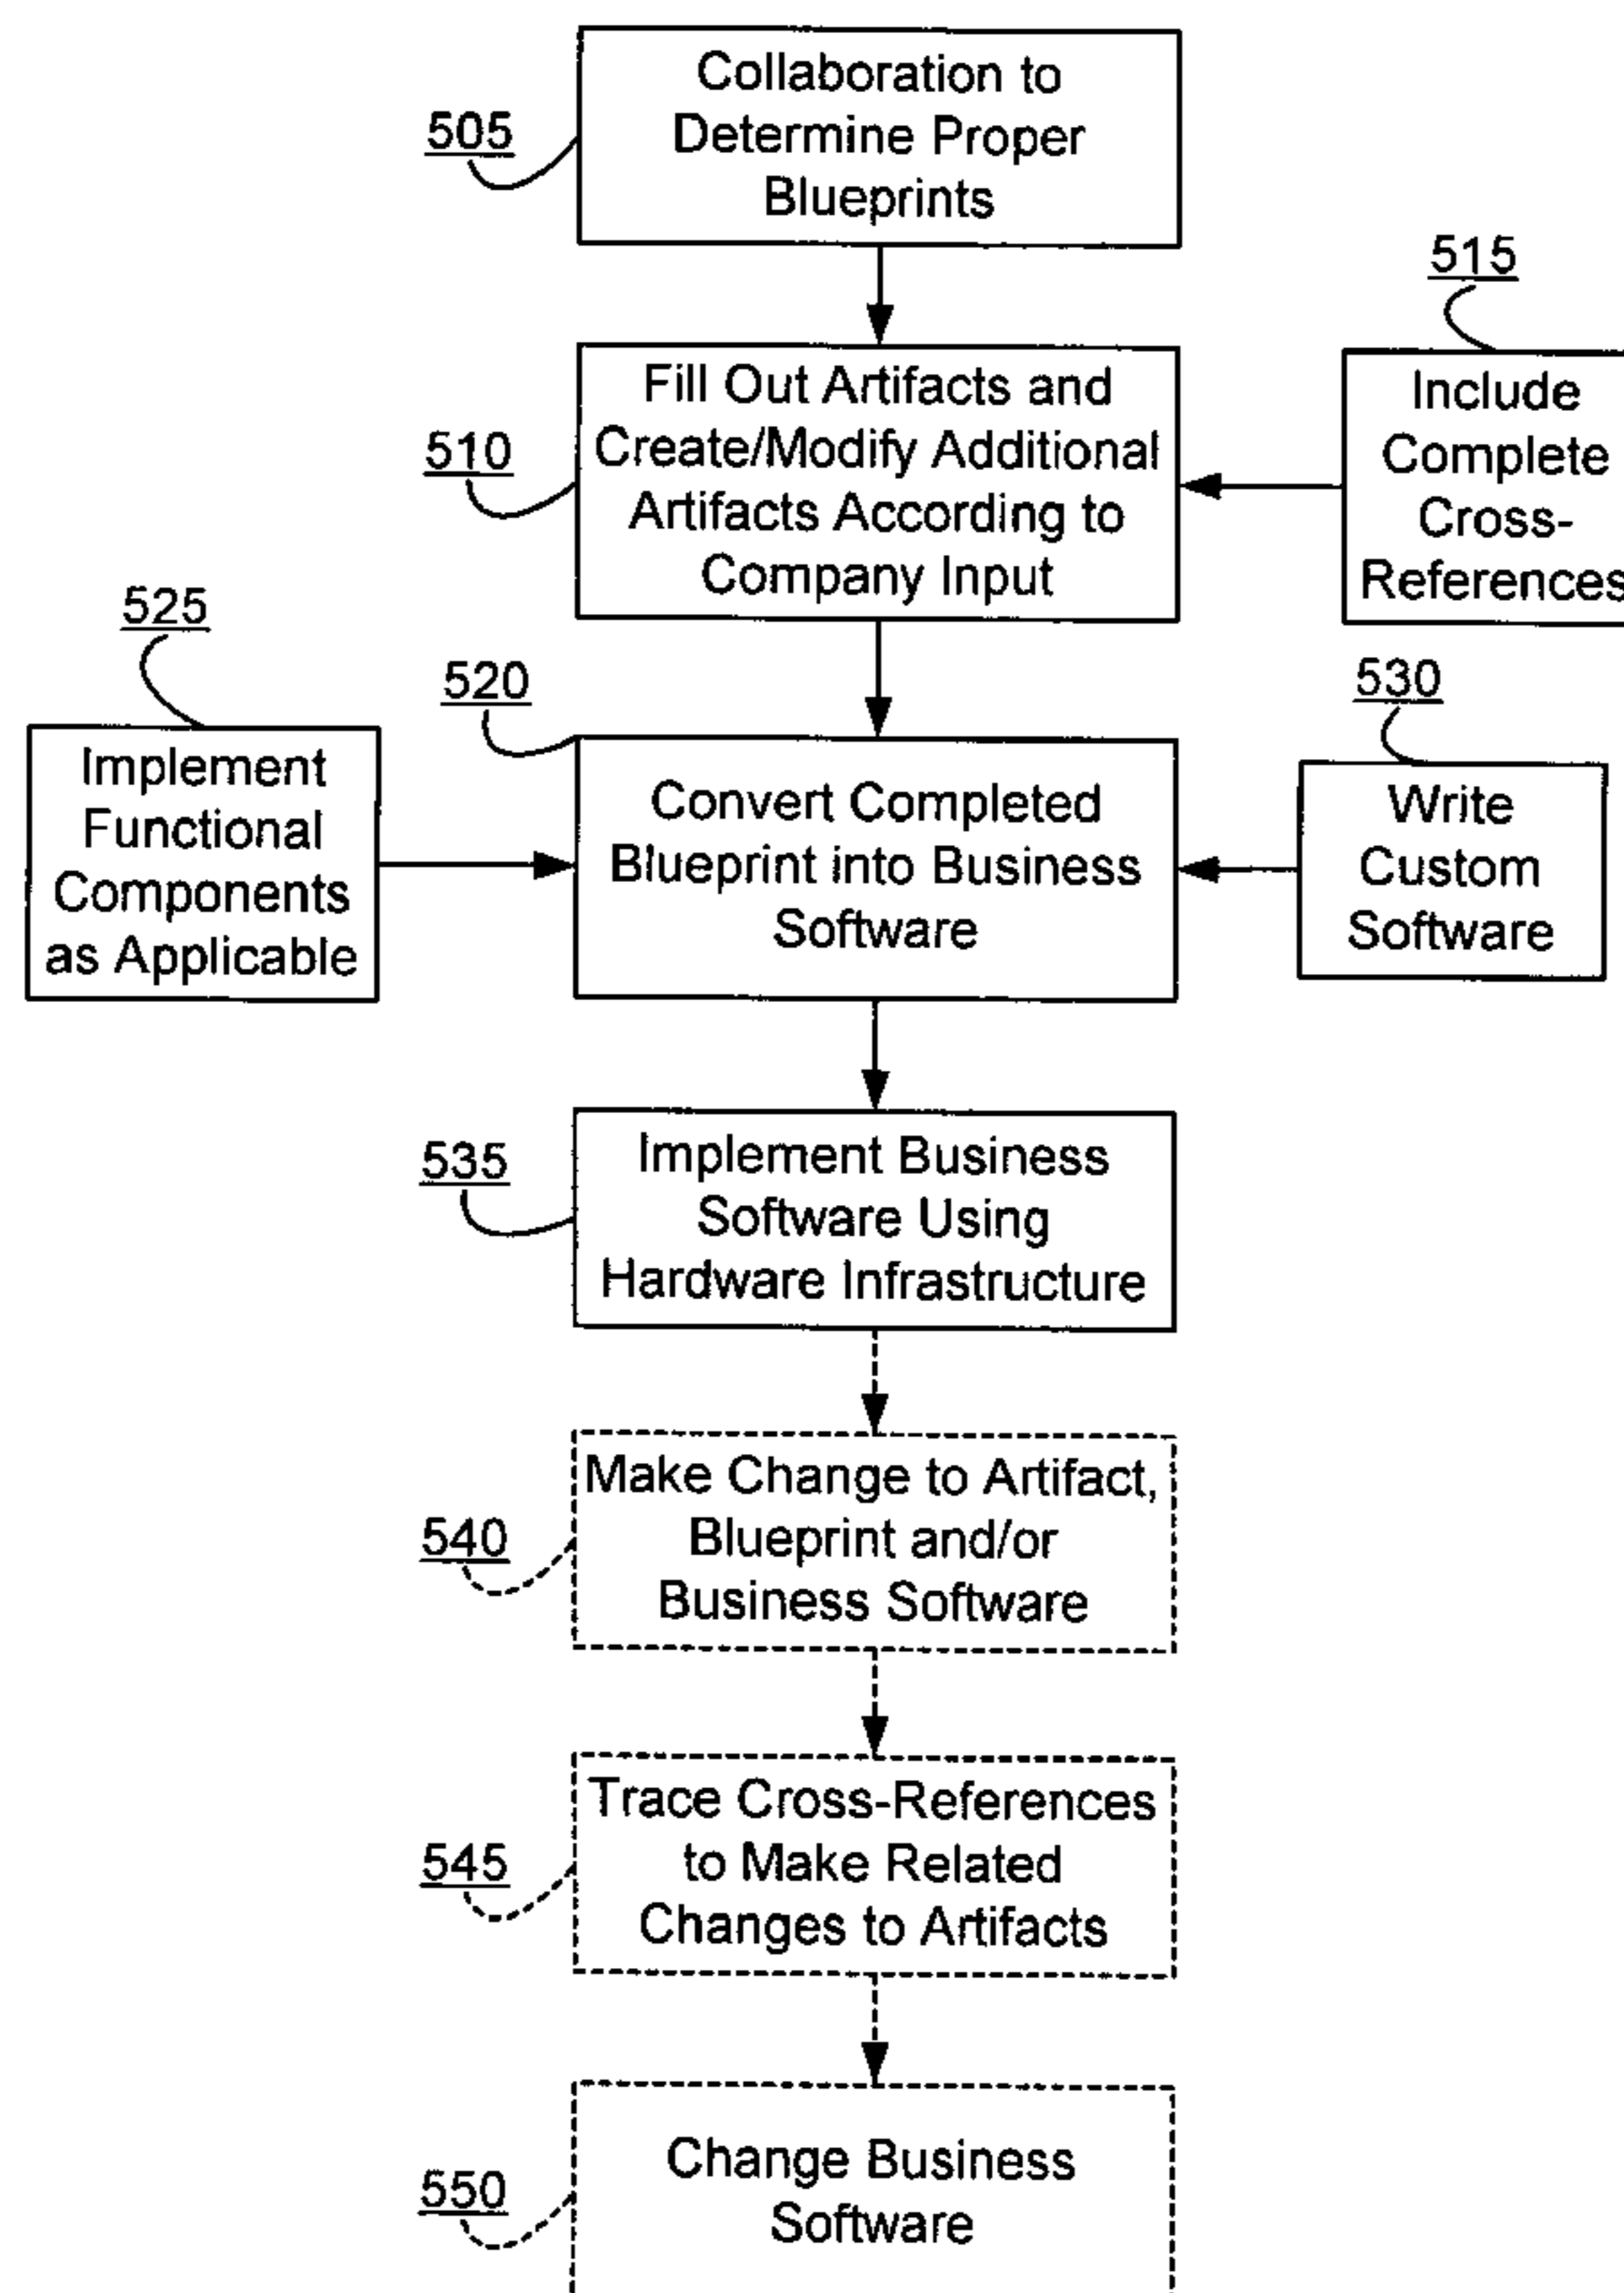 505
Collaboration to
Determine Proper
Blueprints
510
Fill Out Artifacts and
Create/Modify Additional
Artifacts According to
Company Input
515
Include
Complete
Cross-
References
525
Implement
Functional
Components
as Applicable
520
Convert Completed
Blueprint into Business
Software
530
Write
Custom
Software
535
Implement Business
Software Using
Hardware Infrastructure
540
Make Change to Artifact,
Blueprint and/or
Business Software
545
Trace Cross-References
to Make Related
Changes to Artifacts
550
Change Business
Software